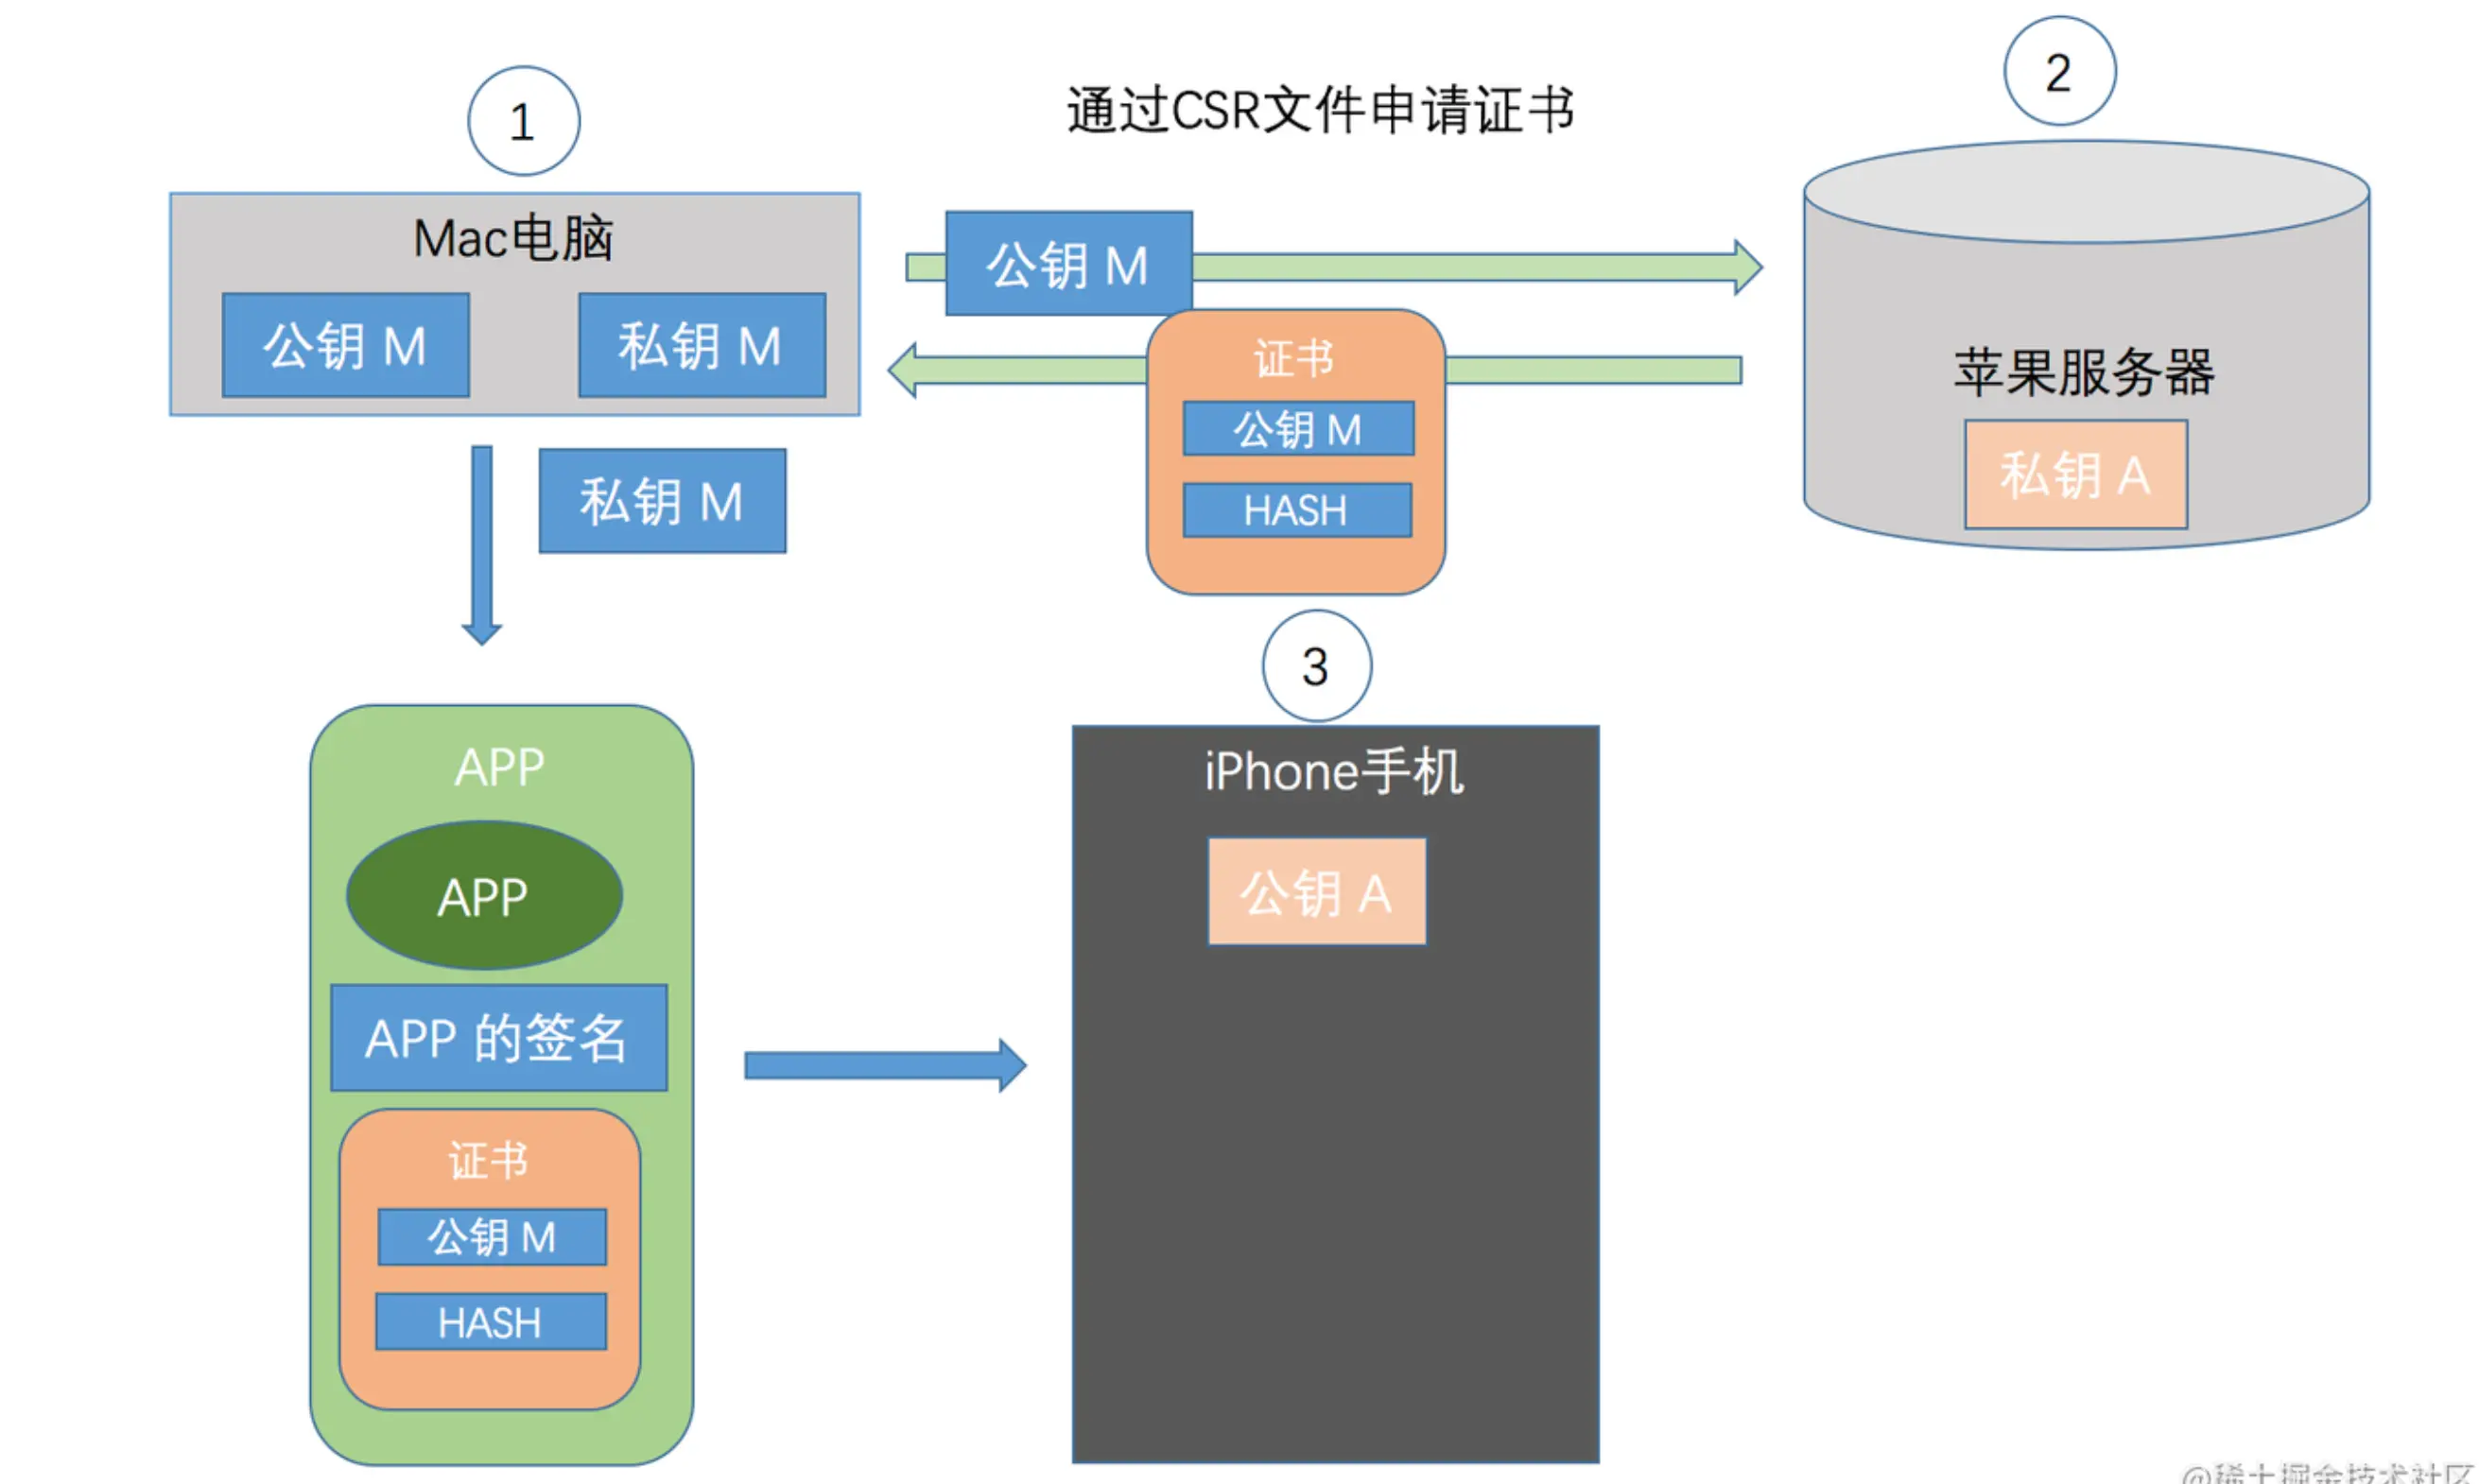 1
2
通过CSR文件申请证书
Mac电脑
公钥 M
私钥 M
公钥 M
证书
公钥 M
HASH
苹果服务器
私钥 A
私钥 M
3
APP
APP
APP 的签名
证书
公钥 M
HASH
iPhone手机
公钥 A
@稀土掘金技术社区